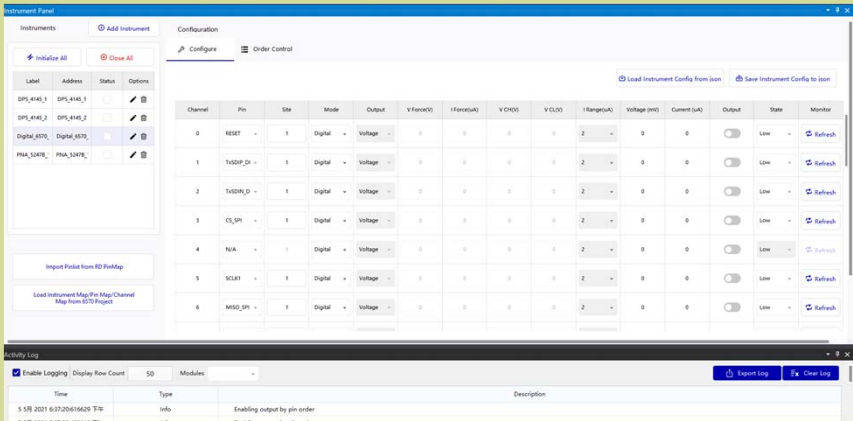 Instrument Panel
Instruments
Add Instrument
Initialize All
Close All
Label Address Status Options
DPS_4145_1 DPS_4145_1
DPS_4145_2 DPS_4145_2
Digital_6570_ Digital_6570_
PNA_5247B_ PNA_5247B_
Import Pinlist from RD PinMap
Load Instrument Map/Pin Map/Channel
Map from 6570 Project
Configuration
Configure Order Control
Load Instrument Config from json Save Instrument Config to json
Channel Pin Site Mode Output V Force(V) I Force(uA) V CH(V) V CL(V) I Range(uA) Voltage (mV) Current (uA) Output State Monitor
0 RESET 1 Digital Voltage 0 0 0 0 2 0 0 Low Refresh
1 TxSDIP_DI 1 Digital Voltage 0 0 0 0 2 0 0 Low Refresh
2 TxSDIN_D 1 Digital Voltage 0 0 0 0 2 0 0 Low Refresh
3 CS_SPI 1 Digital Voltage 0 0 0 0 2 0 0 Low Refresh
4 N/A 1 Digital Voltage 0 0 0 0 2 0 0 Low Refresh
5 SCLK1 1 Digital Voltage 0 0 0 0 2 0 0 Low Refresh
6 MISO_SPI 1 Digital Voltage 0 0 0 0 2 0 0 Low Refresh
Activity Log
Enable Logging Display Row Count 50 Modules Export Log Clear Log
Time Type Description
5 5月 2021 6:37:20:616629 下午 Info Enabling output by pin order